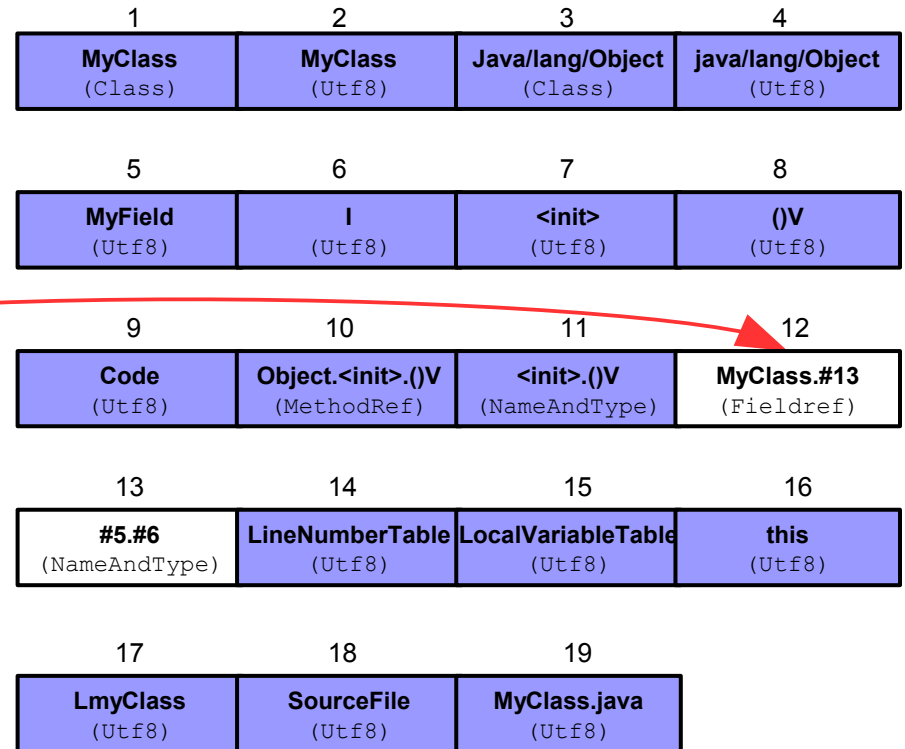 1 2 3 4
MyClass MyClass Java/lang/Object java/lang/Object
(Class) (Utf8) (Class) (Utf8)
5 6 7 8
MyField I <init> ()V
(Utf8) (Utf8) (Utf8) (Utf8)
9 10 11 12
Code Object.<init>.()V <init>.()V MyClass.#13
(Utf8) (MethodRef) (NameAndType) (Fieldref)
13 14 15 16
#5.#6 LineNumberTable LocalVariableTable this
(NameAndType) (Utf8) (Utf8) (Utf8)
17 18 19
LmyClass SourceFile MyClass.java
(Utf8) (Utf8) (Utf8)